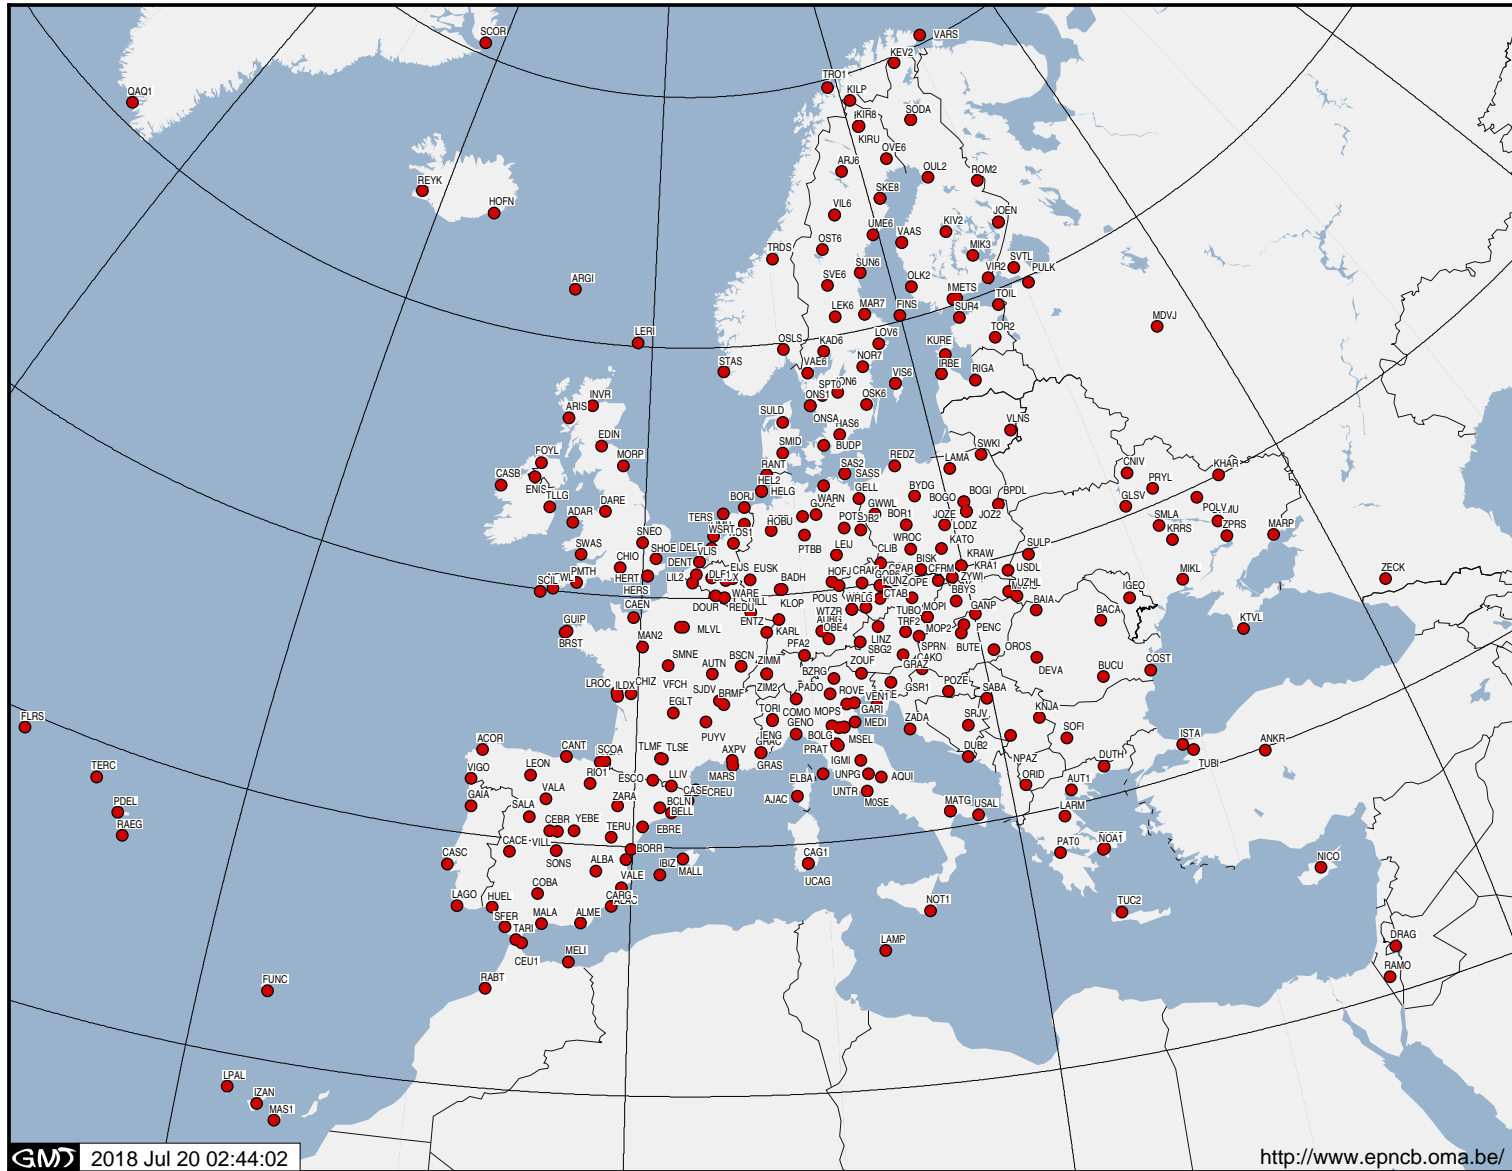 SCOR
VARS
KEV2
TRO1
QAQ1
KILP
KIR8
SODA
KIRU
OVE6
ARJ6
OUL2
ROM2
REYK
SKE8
HOFN
VIL6
JOEN
UME6
KIV2
VAAS
OST6
MIK3
TRDS
SVTL
SUN6
VIR2
PULK
ARGI
SVE6
OLK2
METS
TOIL
LEK6
MAR7
FINS
SUR4
MDVJ
LERI
OSLS
KAD6
LOV6
TOR2
KURE
STAS
VAE6
NOR7
IRBE
RIGA
SPT0
VIS6
INVR
ONS1
OSK6
ARIS
SULD
ONSA
HAS6
VLNS
EDIN
BUDP
SMID
SWKI
FOYL
MORP
RANT
SAS2
REDZ
LAMA
CNIV
KHAR
CASB
SASS
PRYL
ENIS
HEL2
HELG
WARN
GELL
BYDG
BOGI
BPDL
TLLG
DARE
BORJ
BOGO
GLSV
POLV
ADAR
TERS
HOBU
POTS
GWWL
BOR1
JOZE
JOZ2
SMLA
ZPRS
MARP
SNEO
WSRT
LODZ
KRRS
SWAS
CHIO
SHOE
VLIS
PTBB
LEIJ
WROC
KATO
SULP
DENT
CLIB
KRAW
KRA1
USDL
MIKL
ZECK
SCIL
PMTH
HERT
LIL2
DLF1
EUSK
BADH
HOFJ
BISK
CFRM
ZYWI
HERS
WARE
KUNZ
IGEO
CAEN
DOUR
REDU
KLOP
POUS
CTAB
BBYS
BAIA
GUIP
ENTZ
WTZR
TUBO
MOPI
GANP
BACA
KTVL
BRST
MLVL
KARL
OBE4
TRF2
PENC
MAN2
PFA2
LINZ
SBG2
MOP2
SPRN
BUTE
OROS
SMNE
AUTN
BSCN
ZIMM
BZRG
ZOUF
GRAZ
CAKO
DEVA
BUCU
COST
LROC
ILDX
CHIZ
VFCH
SJDV
BRMF
ZIM2
PADO
ROVE
VEN1
GSR1
POZE
SABA
FLRS
EGLT
TORI
COMO
MOPS
GARI
SRJV
KNJA
ACOR
CANT
SCOA
TLMF
TLSE
PUYV
IENG
GENO
BOLG
MEDI
ZADA
SOFI
ISTA
ANKR
TERC
VIGO
LEON
RIO1
ESCO
LLIV
AXPV
GRAS
PRAT
MSEL
DUB2
NPAZ
DUTH
TUBI
MARS
IGMI
CREU
ELBA
UNPG
AQUI
ORID
AUT1
PDEL
GAIA
SALA
VALA
ZARA
BCLN
BELL
AJAC
UNTR
MOSE
MATG
USAL
LARM
RAEG
CEBR
YEBE
TERU
EBRE
CASC
CACE
VILL
SONS
BORR
CAG1
PAT0
NOA1
NICO
ALBA
IBIZ
MALL
UCAG
VALE
LAGO
HUEL
COBA
CARG
NOT1
TUC2
SFER
MALA
ALME
TARI
DRAG
CEU1
MELI
LAMP
RAMO
FUNC
RABT
LPAL
IZAN
MAS1
GMT
2018 Jul 20 02:44:02
http://www.epncb.oma.be/